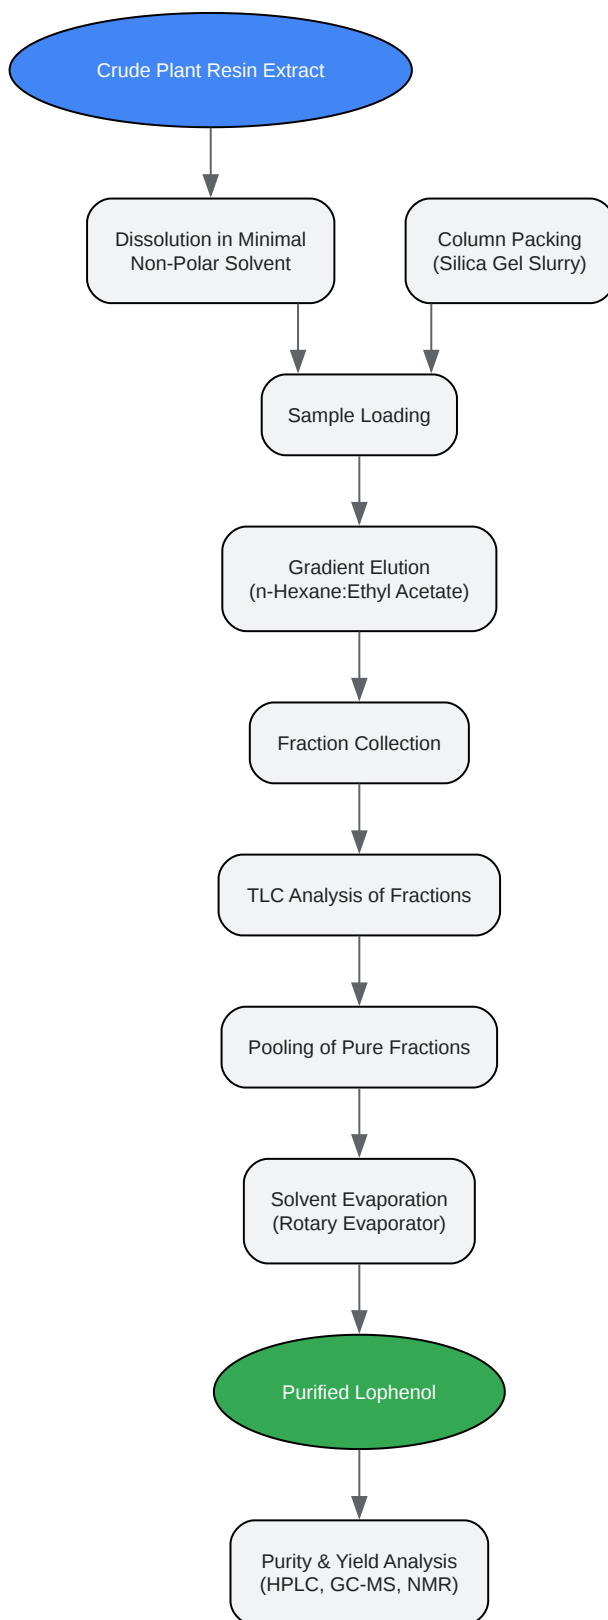 Crude Plant Resin Extract
Dissolution in Minimal
Non-Polar Solvent
Column Packing
(Silica Gel Slurry)
Sample Loading
Gradient Elution
(n-Hexane:Ethyl Acetate)
Fraction Collection
TLC Analysis of Fractions
Pooling of Pure Fractions
Solvent Evaporation
(Rotary Evaporator)
Purified Lophenol
Purity & Yield Analysis
(HPLC, GC-MS, NMR)